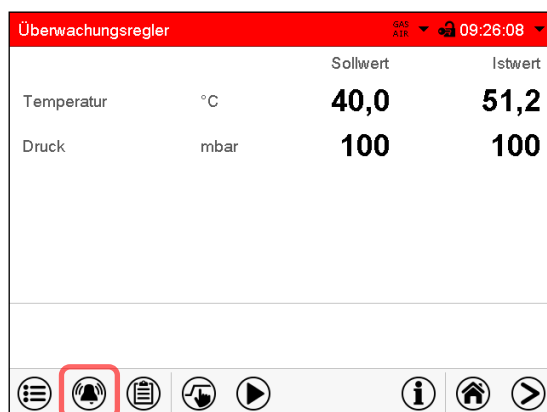 Überwachungsregler GAS AIR 09:26:08
Sollwert Istwert
Temperatur °C 40,0 51,2
Druck mbar 100 100